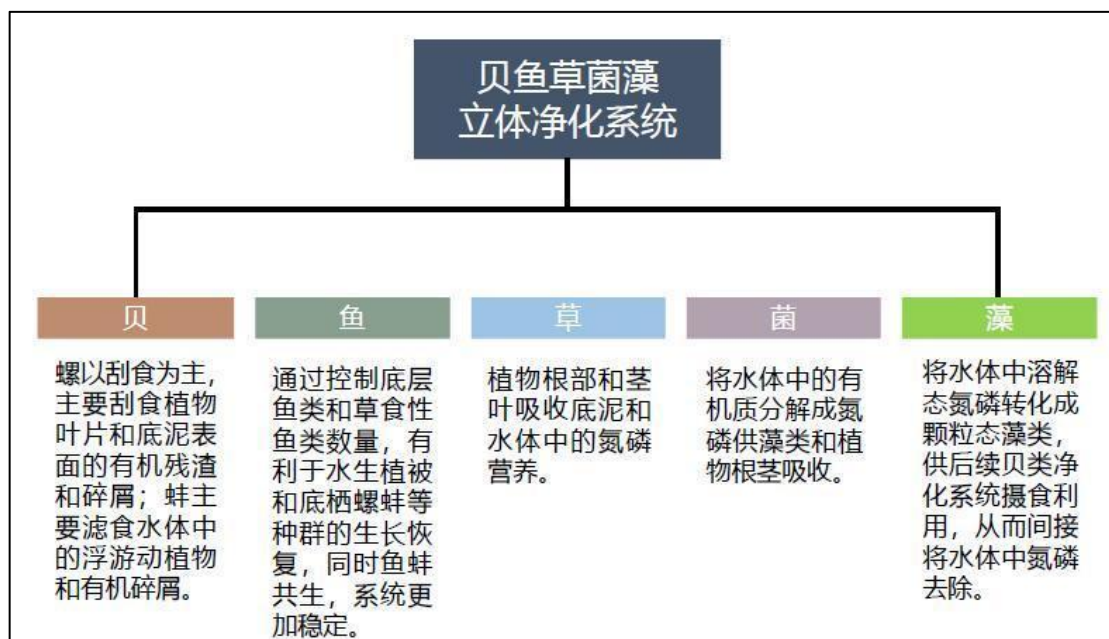 贝鱼草菌藻
立体净化系统
贝
螺以刮食为主，
主要刮食植物
叶片和底泥表
面的有机残渣
和碎屑；蚌主
要滤食水体中
的浮游动植物
和有机碎屑。
鱼
通过控制底层
鱼类和草食性
鱼类数量，有
利于水生植被
和底栖螺蚌等
种群的生长恢
复，同时鱼蚌
共生，系统更
加稳定。
草
植物根部和茎
叶吸收底泥和
水体中的氮磷
营养。
菌
将水体中的有
机质分解成氮
磷供藻类和植
物根茎吸收。
藻
将水体中溶解
态氮磷转化成
颗粒态藻类，
供后续贝类净
化系统摄食利
用，从而间接
将水体中氮磷
去除。